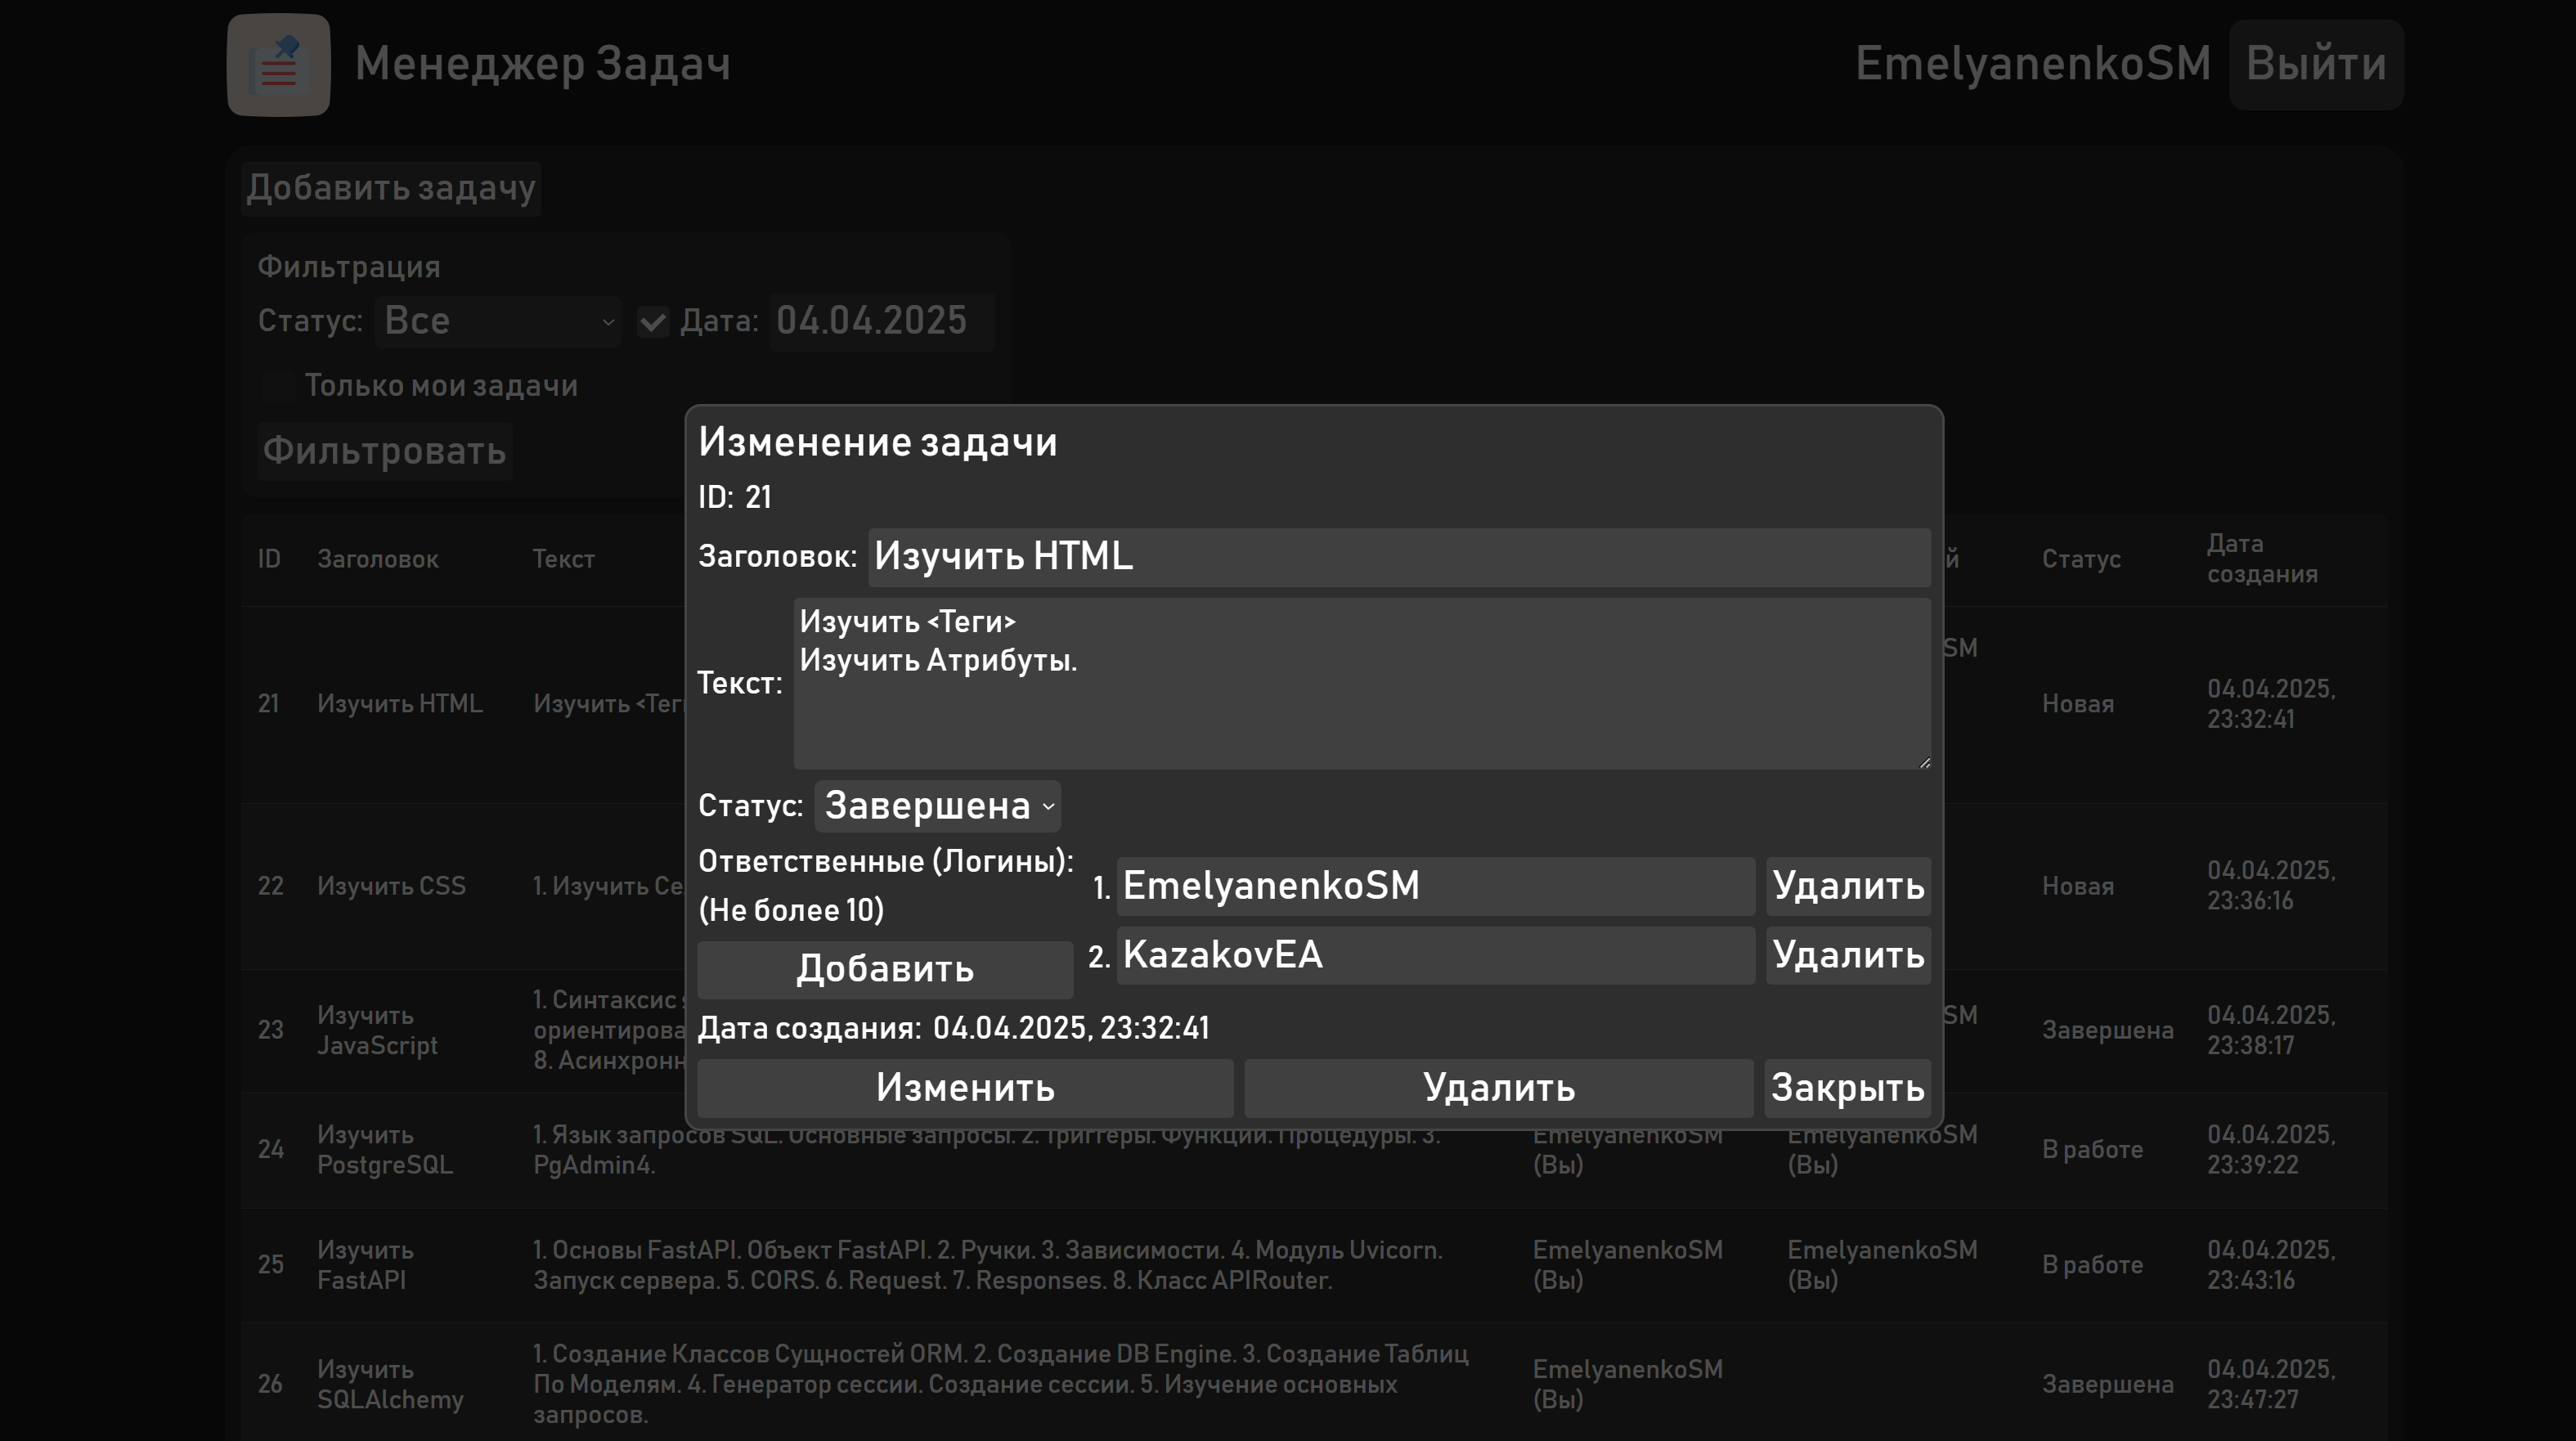 Менеджер Задач
EmelyanenkoSM
Выйти
Добавить задачу
Фильтрация
Статус: Все
Дата: 04.04.2025
Только мои задачи
Фильтровать
ID Заголовок Текст й Статус Дата
создания
21 Изучить HTML Изучить <Тег SM Новая 04.04.2025,
23:32:41
22 Изучить CSS 1. Изучить Се Новая 04.04.2025,
23:36:16
23 Изучить
JavaScript
1. Синтаксис
ориентирова
8. Асинхронн
SM
Завершена
04.04.2025,
23:38:17
24 Изучить
PostgreSQL
1. Язык запросов SQL. Основные запросы. 2. Триггеры. Функции. Процедуры. 3.
PgAdmin4.
EmelyanenkoSM
(Вы)
EmelyanenkoSM
(Вы)
В работе
04.04.2025,
23:39:22
25 Изучить
FastAPI
1. Основы FastAPI. Объект FastAPI. 2. Ручки. 3. Зависимости. 4. Модуль Uvicorn.
Запуск сервера. 5. CORS. 6. Request. 7. Responses. 8. Класс APIRouter.
EmelyanenkoSM
(Вы)
EmelyanenkoSM
(Вы)
В работе
04.04.2025,
23:43:16
26 Изучить
SQLAlchemy
1. Создание Классов Сущностей ORM. 2. Создание DB Engine. 3. Создание Таблиц
По Моделям. 4. Генератор сессии. Создание сессии. 5. Изучение основных
запросов.
EmelyanenkoSM
(Вы)
Завершена
04.04.2025,
23:47:27
Изменение задачи
ID: 21
Заголовок: Изучить HTML
Текст:
Изучить <Теги>
Изучить Атрибуты.
Статус: Завершена
Ответственные (Логины):
(Не более 10)
Добавить
1. EmelyanenkoSM Удалить
2. KazakovEA Удалить
Дата создания: 04.04.2025, 23:32:41
Изменить Удалить Закрыть